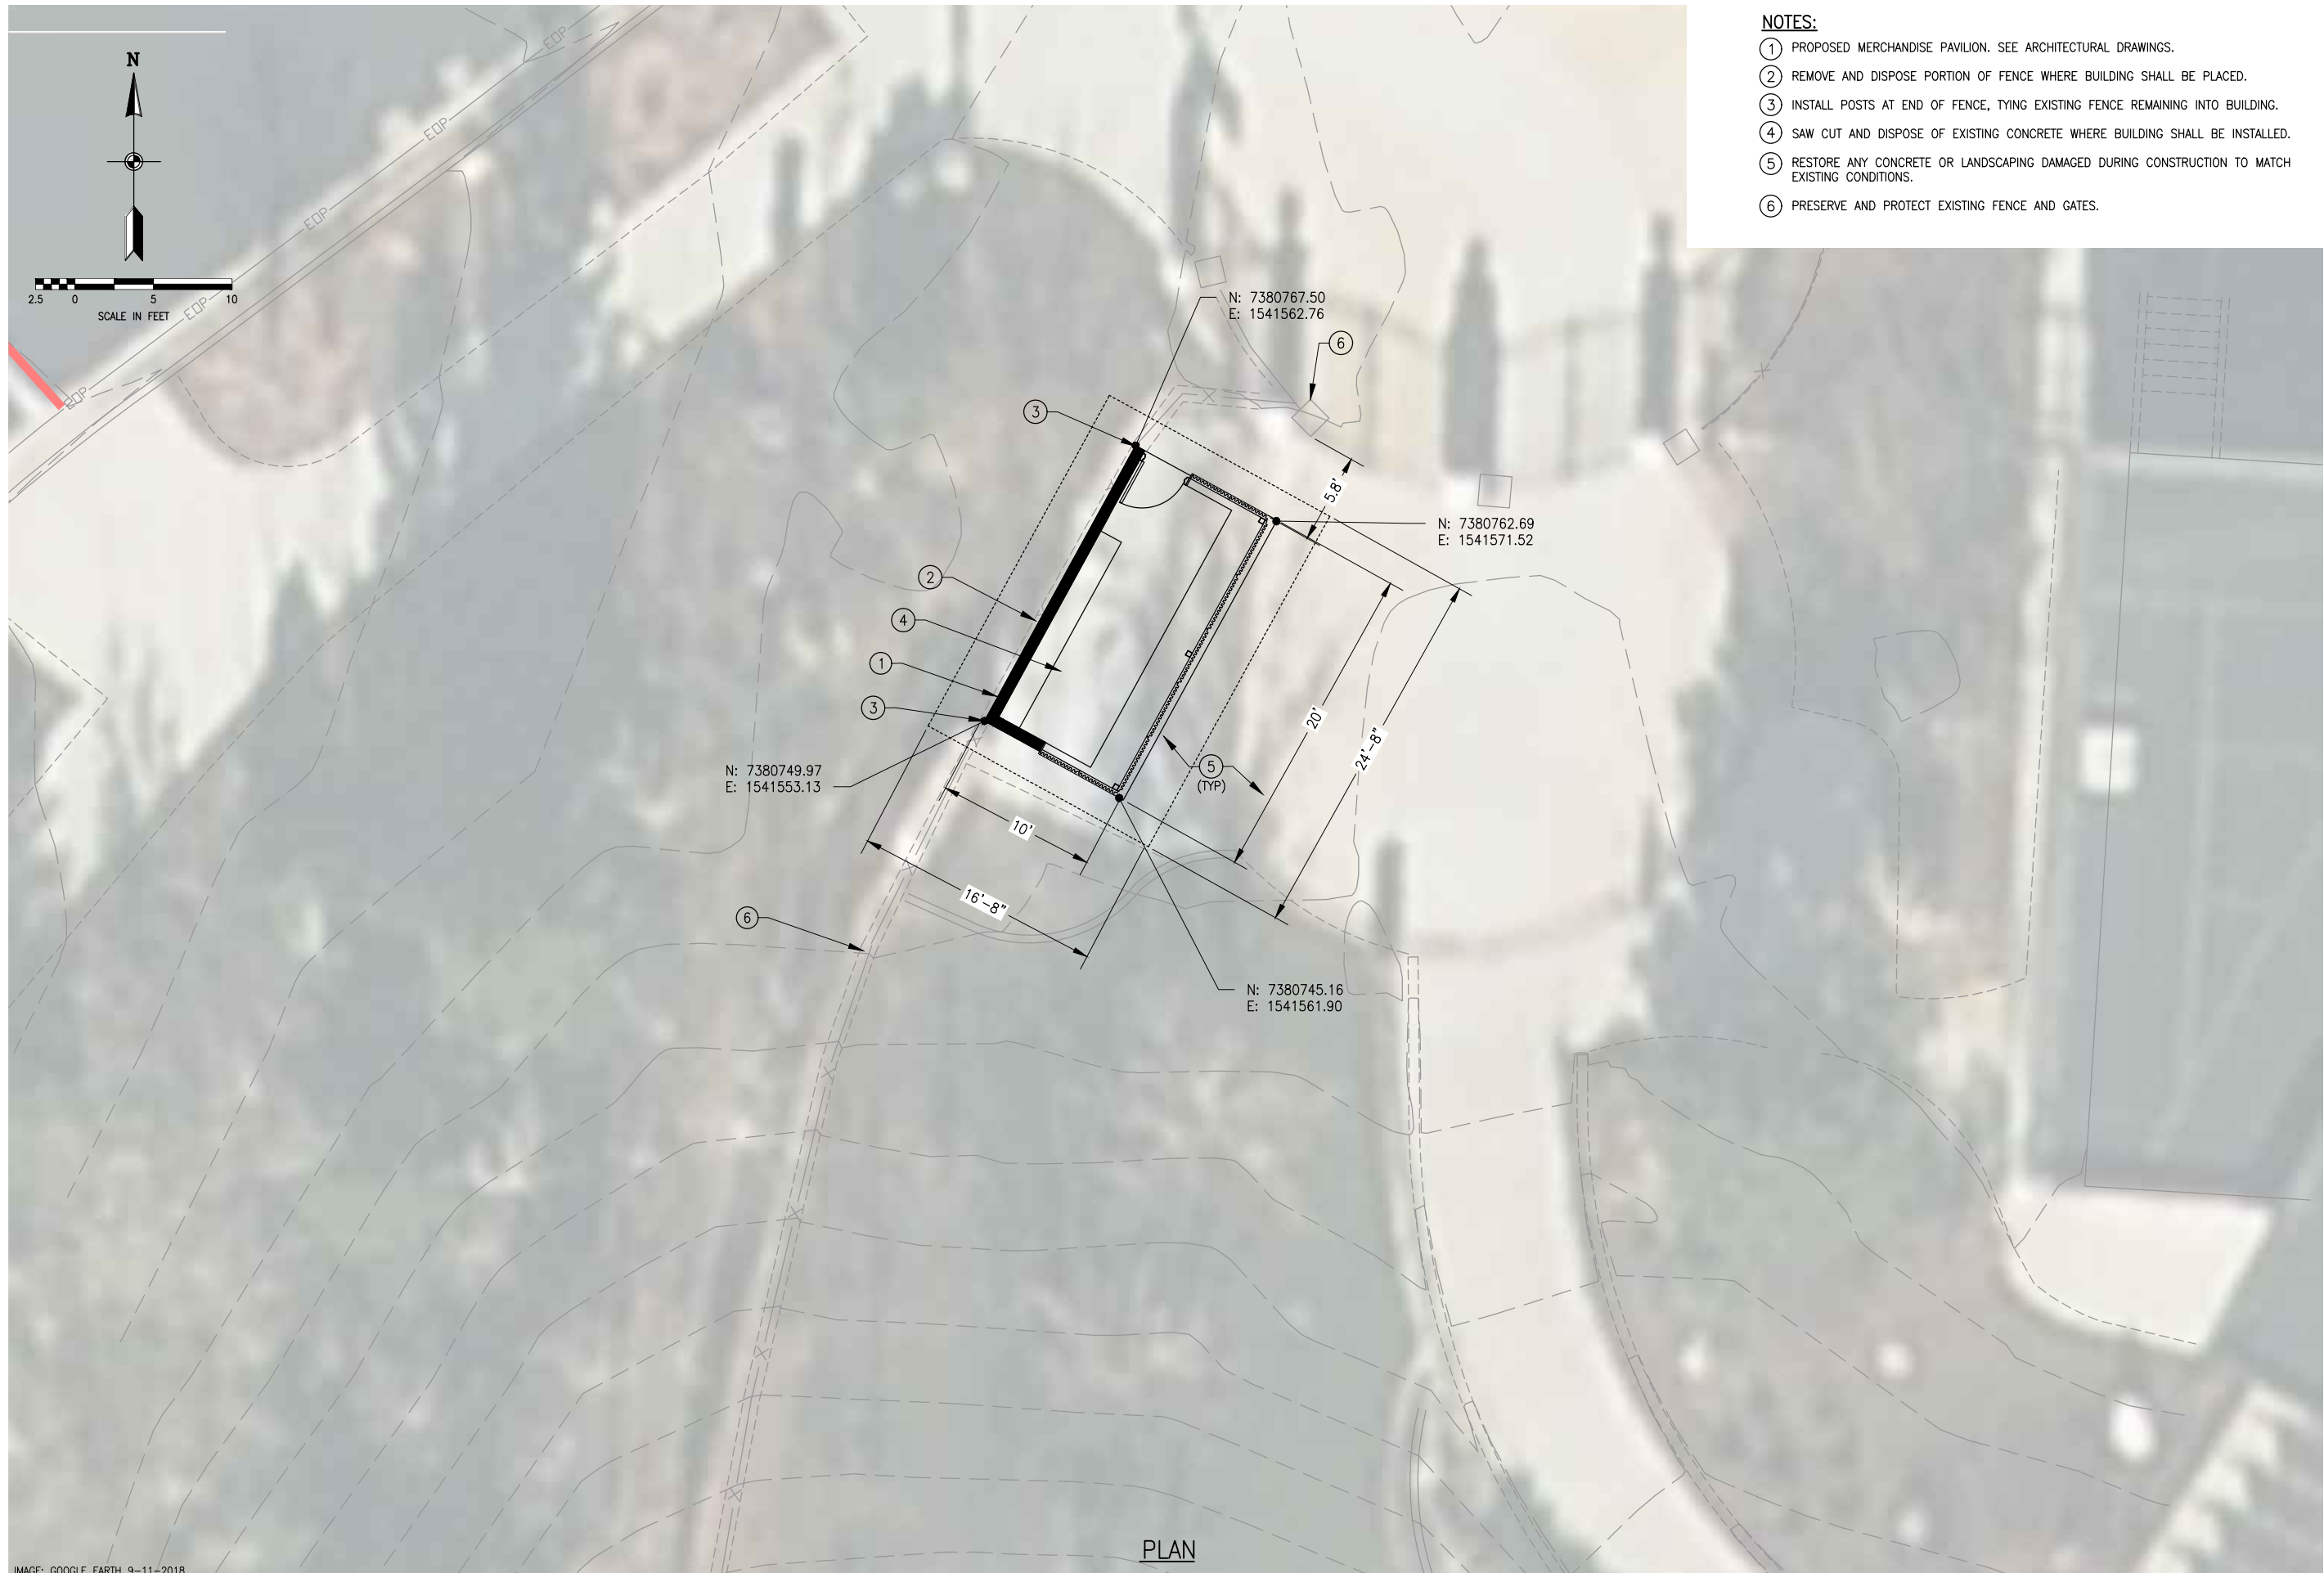 NOTES:
1 PROPOSED MERCHANDISE PAVILION. SEE ARCHITECTURAL DRAWINGS.
2 REMOVE AND DISPOSE PORTION OF FENCE WHERE BUILDING SHALL BE PLACED.
3 INSTALL POSTS AT END OF FENCE, TYING EXISTING FENCE REMAINING INTO BUILDING.
4 SAW CUT AND DISPOSE OF EXISTING CONCRETE WHERE BUILDING SHALL BE INSTALLED.
5 RESTORE ANY CONCRETE OR LANDSCAPING DAMAGED DURING CONSTRUCTION TO MATCH
EXISTING CONDITIONS.
6 PRESERVE AND PROTECT EXISTING FENCE AND GATES.
N
2.5 0 5 10
SCALE IN FEET
EOP
EOP
EOP
EOP
EOP
N: 7380767.50
E: 1541562.76
6
3
5.8'
N: 7380762.69
E: 1541571.52
2
4
1
3
20'
24'-8"
5
(TYP)
N: 7380749.97
E: 1541553.13
10'
16'-8"
6
N: 7380745.16
E: 1541561.90
PLAN
IMAGE: GOOGLE EARTH 9-11-2018